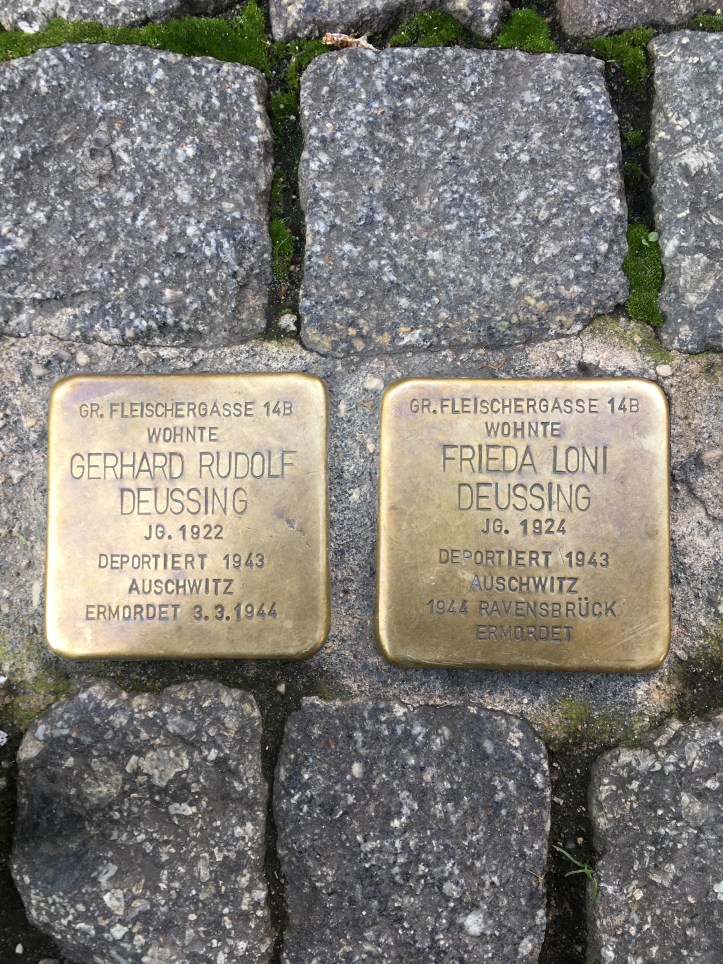 GR. FLEISCHERGASSE 14B
WOHNTE
GERHARD RUDOLF
DEUSSING
JG. 1922
DEPORTIERT 1943
AUSCHWITZ
ERMORDET 3.3.1944
GR. FLEISCHERGASSE 14B
WOHNTE
FRIEDA LONI
DEUSSING
JG. 1924
DEPORTIERT 1943
AUSCHWITZ
1944 RAVENSBRÜCK
ERMORDET